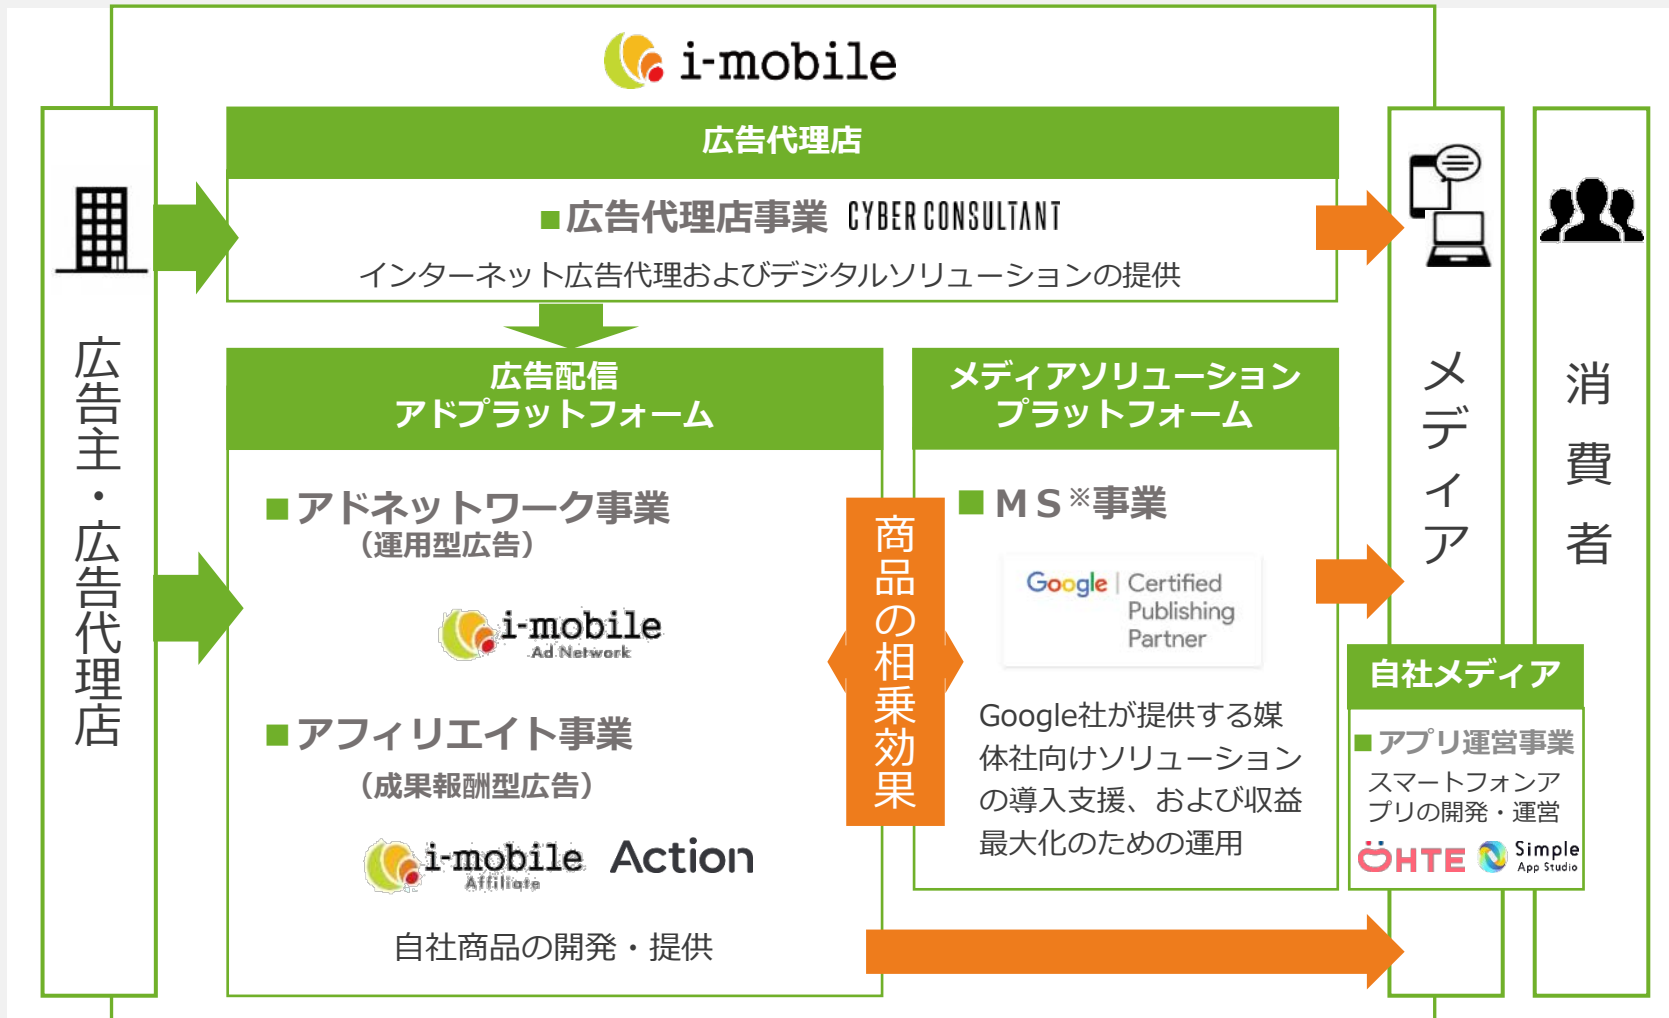 i-mobile
広告主・広告代理店
広告代理店
■広告代理店事業 CYBER CONSULTANT
インターネット広告代理およびデジタルソリューションの提供
広告配信
アドプラットフォーム
■アドネットワーク事業
（運用型広告）
i-mobile
Ad Network
■アフィリエイト事業
（成果報酬型広告）
i-mobile
Affiliate
Action
自社商品の開発・提供
商品の相乗効果
メディアソリューション
プラットフォーム
■ＭＳ※事業
Google Certified
Publishing
Partner
Google社が提供する媒
体社向けソリューション
の導入支援、および収益
最大化のための運用
メディア
消費者
自社メディア
■アプリ運営事業
スマートフォンア
プリの開発・運営
OHTE
Simple
App Studio